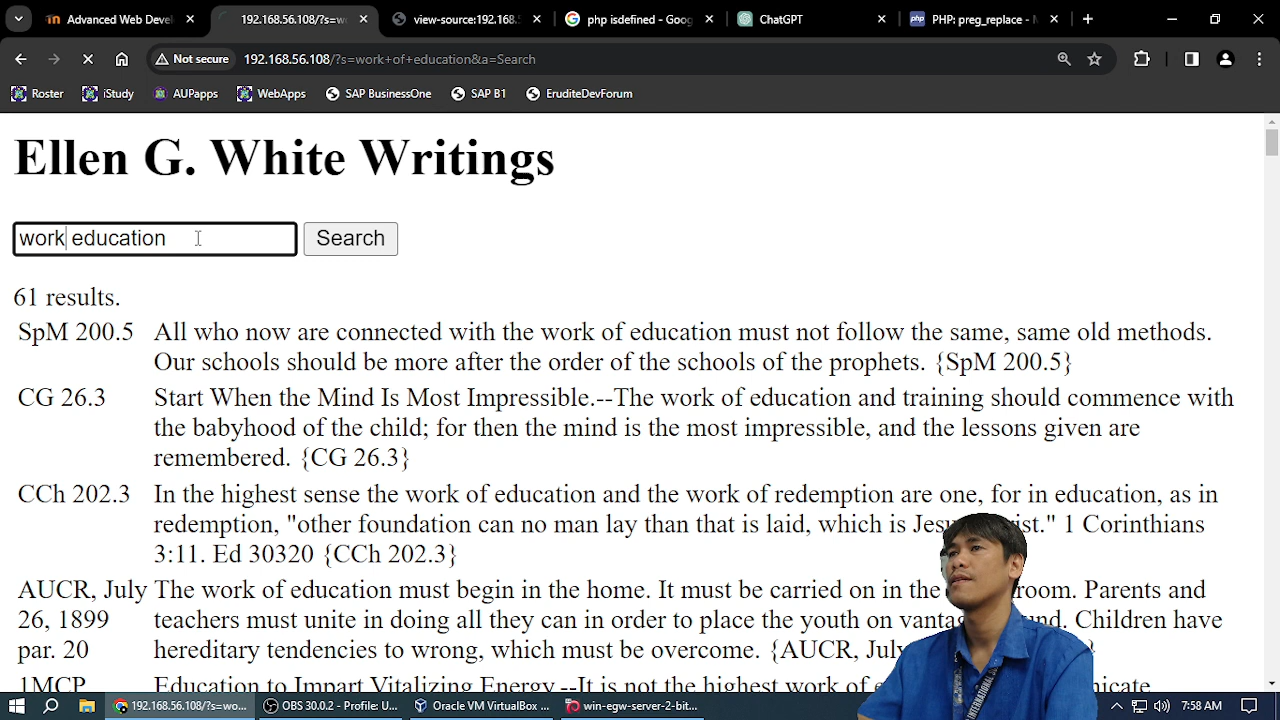 Advanced Web Devel
192.168.56.108/?s=wo
view-source:192.168.5
php isdefined - Goog
ChatGPT
PHP: preg_replace - M
Not secure
192.168.56.108/?s=work+of+education&a=Search
Roster
iStudy
AUPapps
WebApps
SAP BusinessOne
SAP B1
EruditeDevForum
Ellen G. White Writings
work education
Search
61 results.
SpM 200.5
All who now are connected with the work of education must not follow the same, same old methods.
Our schools should be more after the order of the schools of the prophets. {SpM 200.5}
CG 26.3
Start When the Mind Is Most Impressible.--The work of education and training should commence with
the babyhood of the child; for then the mind is the most impressible, and the lessons given are
remembered. {CG 26.3}
CCh 202.3
In the highest sense the work of education and the work of redemption are one, for in education, as in
redemption, "other foundation can no man lay than that is laid, which is Jesus Christ." 1 Corinthians
3:11. Ed 30320 {CCh 202.3}
AUCR, July
26, 1899
par. 20
The work of education must begin in the home. It must be carried on in the room. Parents and
teachers must unite in doing all they can in order to place the youth on vantage ground. Children have
hereditary tendencies to wrong, which must be overcome. {AUCR, July
1MCP
Education to Impart Vitalizing Energy.--It is not the highest work of
INTERNATIONAL
192.168.56.108/?s=wo...
OBS 30.0.2 - Profile: U...
Oracle VM VirtualBox ...
win-egw-server-2-bit...
7:58 AM